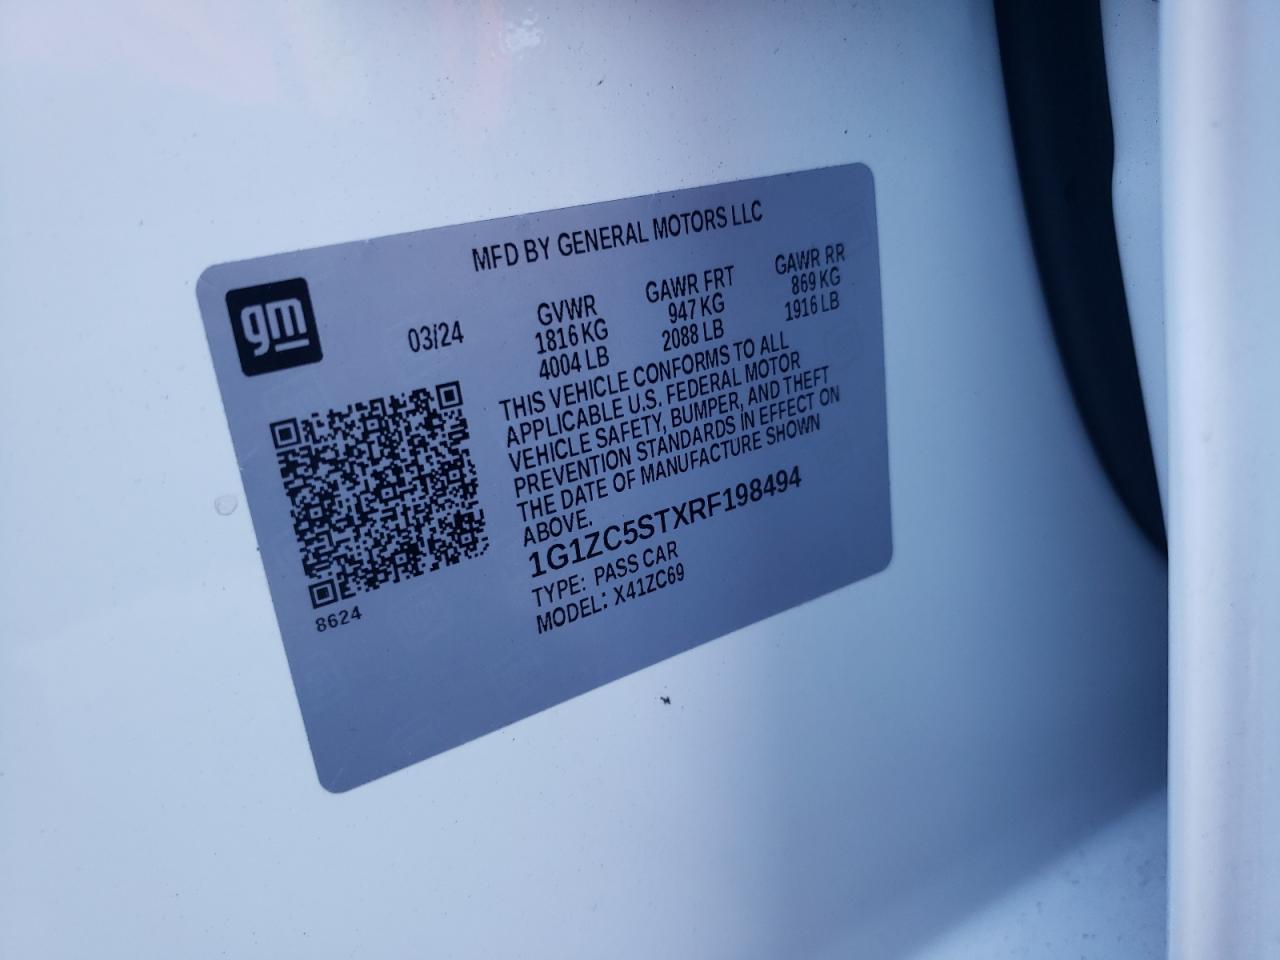 MFD BY GENERAL MOTORS LLC
gm
03/24
GVWR GAWR FRT GAWR RR
1816 KG 947 KG 869 KG
4004 LB 2088 LB 1916 LB
THIS VEHICLE CONFORMS TO ALL
APPLICABLE U.S. FEDERAL MOTOR
VEHICLE SAFETY, BUMPER, AND THEFT
PREVENTION STANDARDS IN EFFECT ON
THE DATE OF MANUFACTURE SHOWN
ABOVE.
1G1ZC5STXRF198494
TYPE: PASS CAR
MODEL: X41ZC69
8624